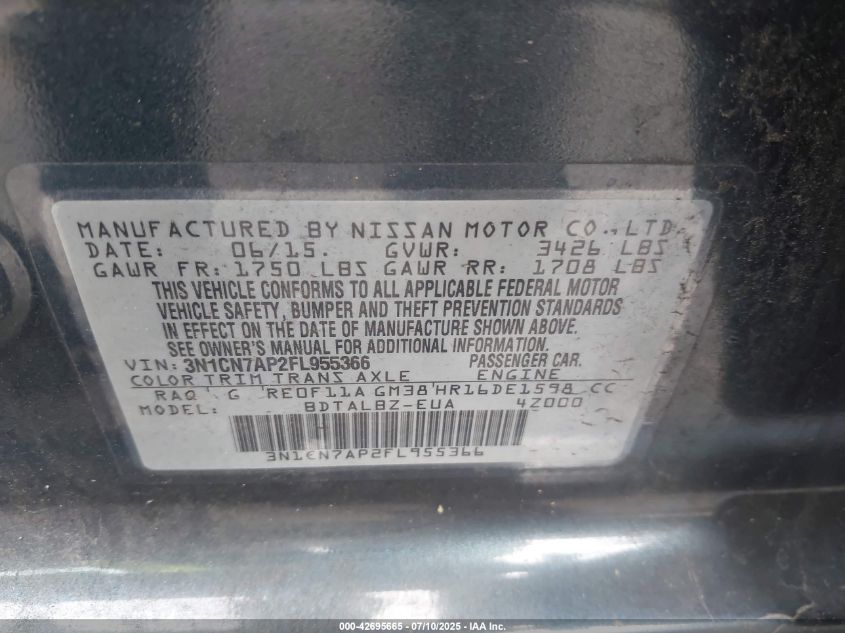 MANUFACTURED BY NISSAN MOTOR CO., LTD.
DATE: 06/15. GVWR: 3426 LBS
GAWR FR: 1750 LBS GAWR RR: 1708 LBS
THIS VEHICLE CONFORMS TO ALL APPLICABLE FEDERAL MOTOR
VEHICLE SAFETY, BUMPER AND THEFT PREVENTION STANDARDS
IN EFFECT ON THE DATE OF MANUFACTURE SHOWN ABOVE.
SEE OWNER'S MANUAL FOR ADDITIONAL INFORMATION.
VIN: 3N1CN7AP2FL955366 PASSENGER CAR.
COLOR TRIM TRANS AXLE ENGINE
RAQ G RE0F11A GM38 HR16DE1598 CC
MODEL: BDTALBZ-EUA 4Z000
3N1CN7AP2FL955366
000-42695665 / 07/10/2025 - IAA Inc.